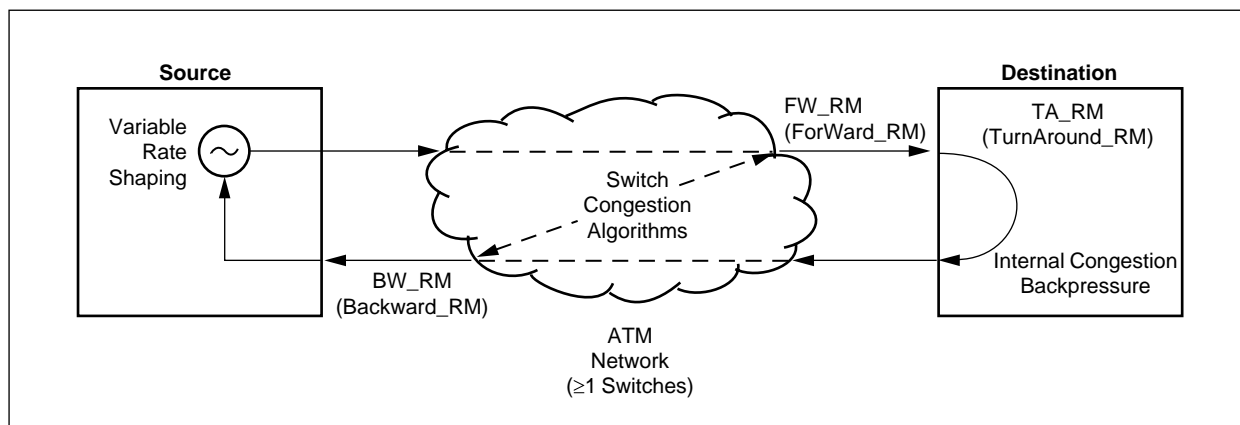 Source
Variable
Rate
Shaping
FW_RM
(ForWard_RM)
Switch
Congestion
Algorithms
BW_RM
(Backward_RM)
ATM
Network
(≥1 Switches)
Destination
TA_RM
(TurnAround_RM)
Internal Congestion
Backpressure